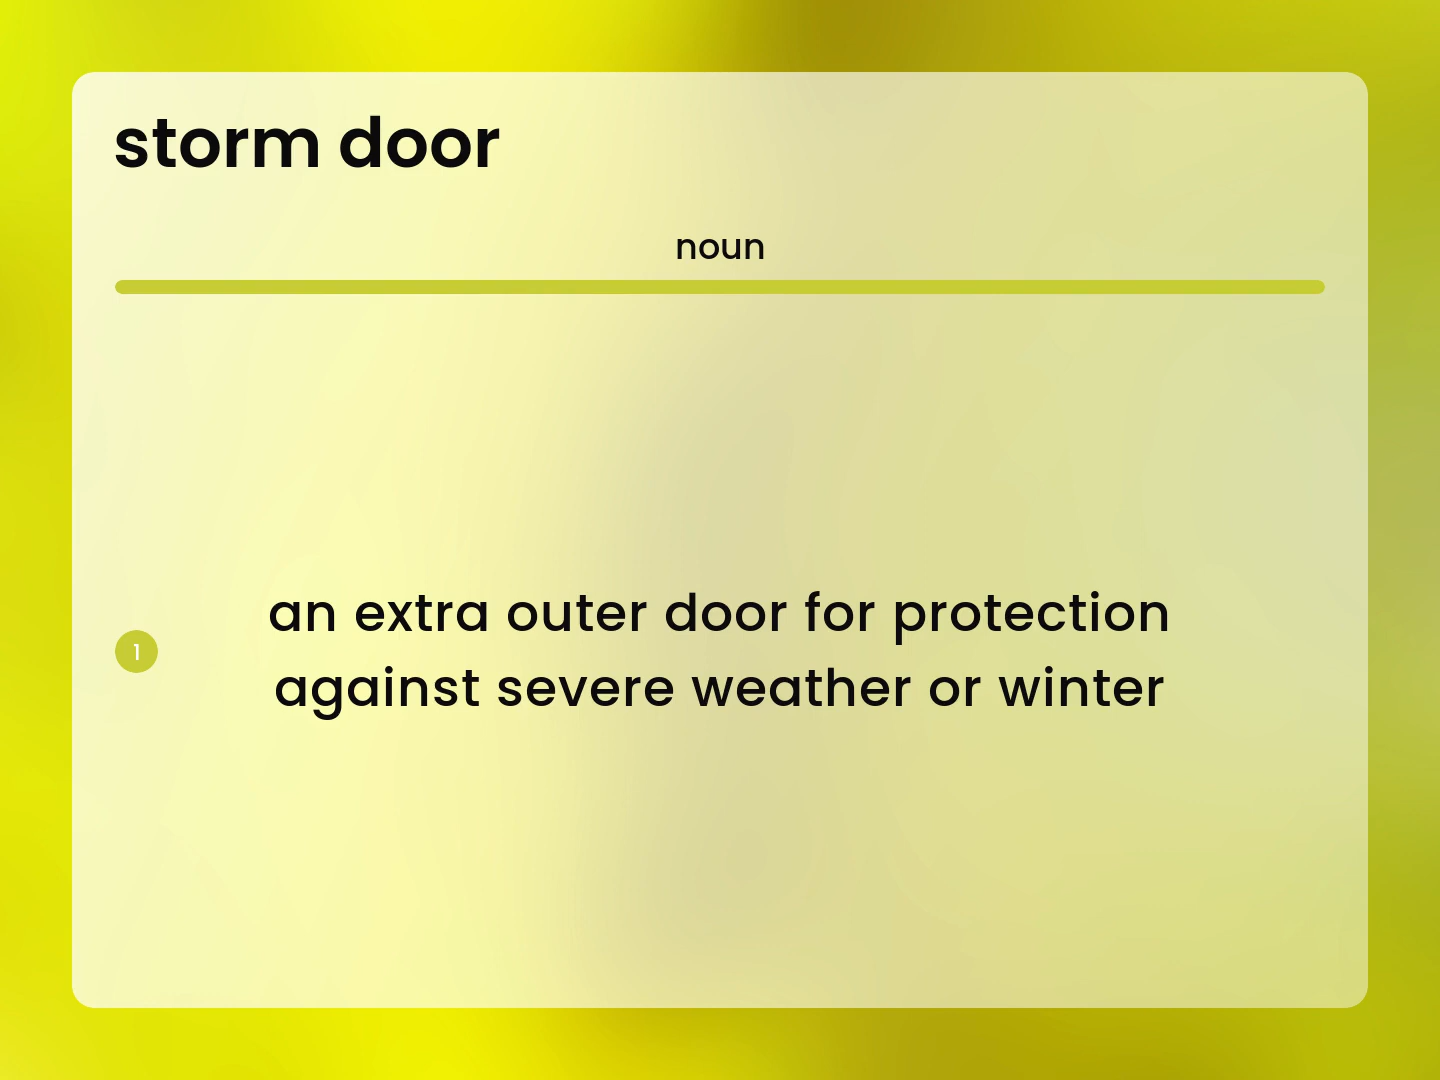 storm door
noun
1
an extra outer door for protection
against severe weather or winter